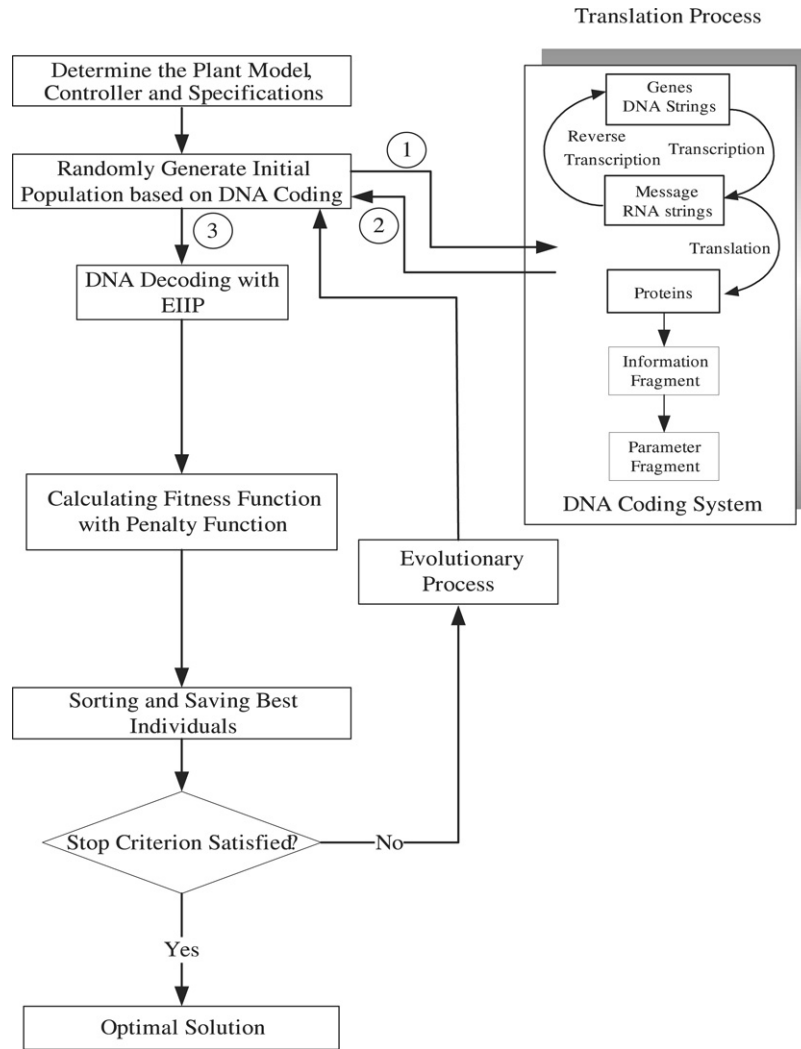 Translation Process
Determine the Plant Model,
Controller and Specifications
Genes
DNA Strings
Reverse
Transcription
Transcription
Message
RNA strings
Translation
Proteins
Information
Fragment
Parameter
Fragment
DNA Coding System
1
Randomly Generate Initial
Population based on DNA Coding
2
3
DNA Decoding with
EIIP
Calculating Fitness Function
with Penalty Function
Evolutionary
Process
Sorting and Saving Best
Individuals
Stop Criterion Satisfied?
No
Yes
Optimal Solution